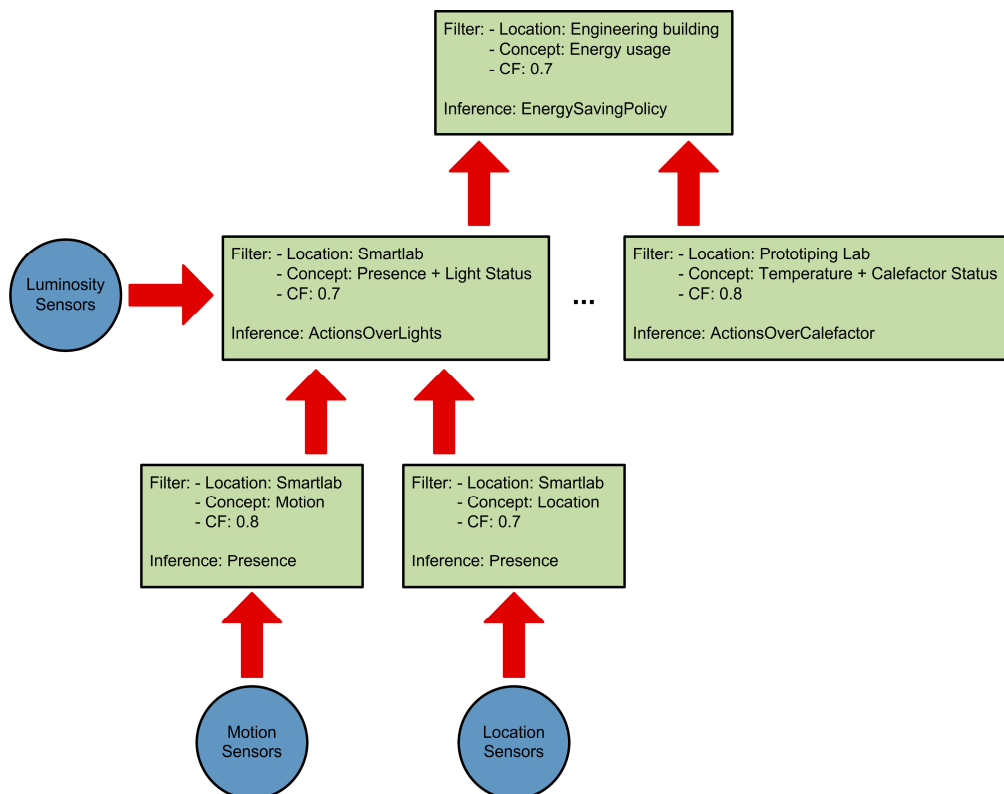 Filter: - Location: Engineering building
- Concept: Energy usage
- CF: 0.7
Inference: EnergySavingPolicy
Luminosity
Sensors
Filter: - Location: Smartlab
- Concept: Presence + Light Status
- CF: 0.7
Inference: ActionsOverLights
...
Filter: - Location: Prototiping Lab
- Concept: Temperature + Calefactor Status
- CF: 0.8
Inference: ActionsOverCalefactor
Filter: - Location: Smartlab
- Concept: Motion
- CF: 0.8
Inference: Presence
Filter: - Location: Smartlab
- Concept: Location
- CF: 0.7
Inference: Presence
Motion
Sensors
Location
Sensors